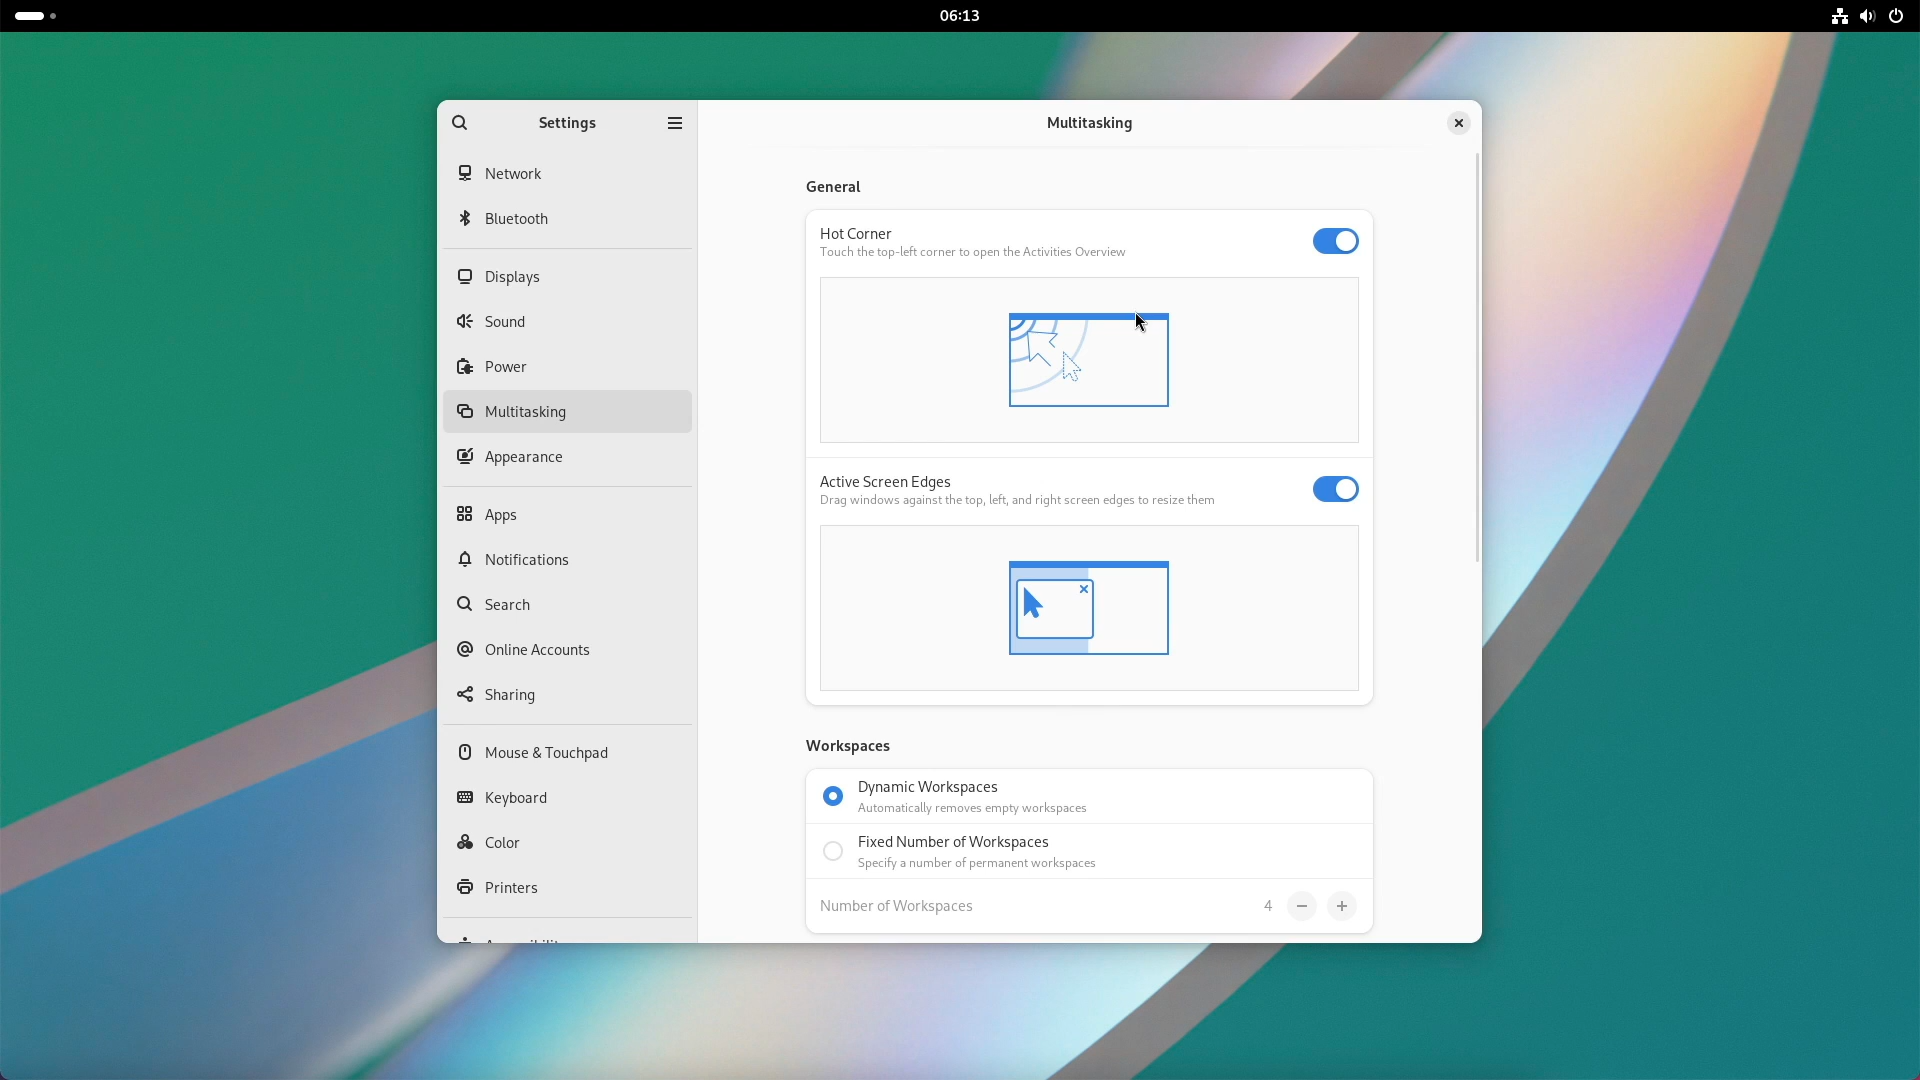 06:13
Settings
Multitasking
Network
Bluetooth
Displays
Sound
Power
Multitasking
Appearance
Apps
Notifications
Search
Online Accounts
Sharing
Mouse & Touchpad
Keyboard
Color
Printers
General
Hot Corner
Touch the top-left corner to open the Activities Overview
Active Screen Edges
Drag windows against the top, left, and right screen edges to resize them
Workspaces
Dynamic Workspaces
Automatically removes empty workspaces
Fixed Number of Workspaces
Specify a number of permanent workspaces
Number of Workspaces 4